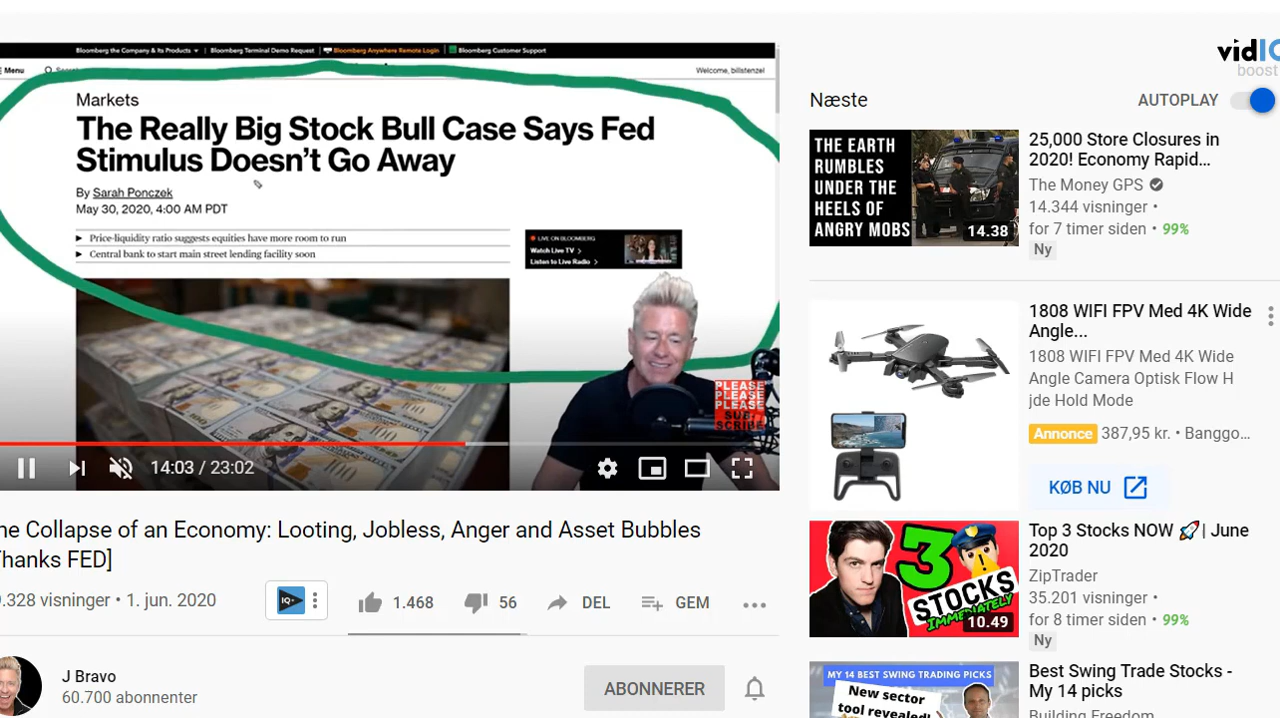 Bloomberg the Company & Its Products Bloomberg Terminal Demo Request Bloomberg Anywhere Remote Login Bloomberg Customer Support
Menu
Welcome, billstenzel
Markets
The Really Big Stock Bull Case Says Fed
Stimulus Doesn't Go Away
By Sarah Ponczek
May 30, 2020, 4:00 AM PDT
Price-liquidity ratio suggests equities have more room to run
Central bank to start main street lending facility soon
LIVE ON BLOOMBERG
Watch Live TV >
Listen to Live Radio >
100
PLEASE
PLEASE
PLEASE
SUB-
SCRIBE
14:03 / 23:02
he Collapse of an Economy: Looting, Jobless, Anger and Asset Bubbles
Thanks FED]
.328 visninger • 1. jun. 2020
IQ
1.468
56
DEL
GEM
J Bravo
60.700 abonnenter
ABONNERER
vidIQ
boost
Næste
AUTOPLAY
THE EARTH
RUMBLES
UNDER THE
HEELS OF
ANGRY MOBS
14.38
25,000 Store Closures in
2020! Economy Rapid...
The Money GPS
14.344 visninger •
for 7 timer siden • 99%
Ny
1808 WIFI FPV Med 4K Wide
Angle...
1808 WIFI FPV Med 4K Wide
Angle Camera Optisk Flow H
jde Hold Mode
Annonce 387,95 kr. • Banggo...
KØB NU
3
STOCKS
IMMEDIATELY
10.49
Top 3 Stocks NOW 🚀| June
2020
ZipTrader
35.201 visninger •
for 8 timer siden • 99%
Ny
MY 14 BEST SWING TRADING PICKS
New sector
tool revealed!
Best Swing Trade Stocks -
My 14 picks
Building Freedom